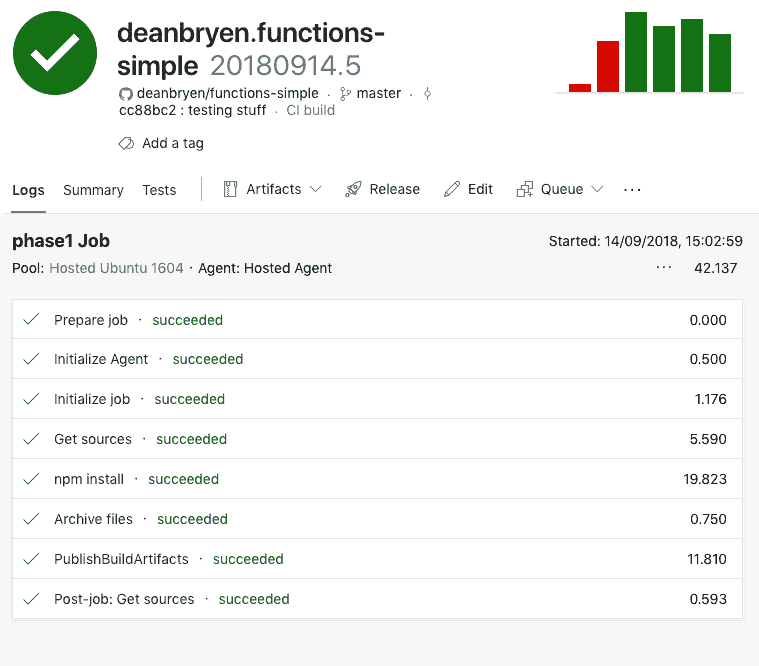 deanbryen.functions-
simple 20180914.5
deanbryen/functions-simple · master ·
cc88bc2 : testing stuff · CI build
Add a tag
Logs Summary Tests Artifacts Release Edit Queue ...
phase1 Job Started: 14/09/2018, 15:02:59
Pool: Hosted Ubuntu 1604 · Agent: Hosted Agent ... 42.137
Prepare job · succeeded 0.000
Initialize Agent · succeeded 0.500
Initialize job · succeeded 1.176
Get sources · succeeded 5.590
npm install · succeeded 19.823
Archive files · succeeded 0.750
PublishBuildArtifacts · succeeded 11.810
Post-job: Get sources · succeeded 0.593